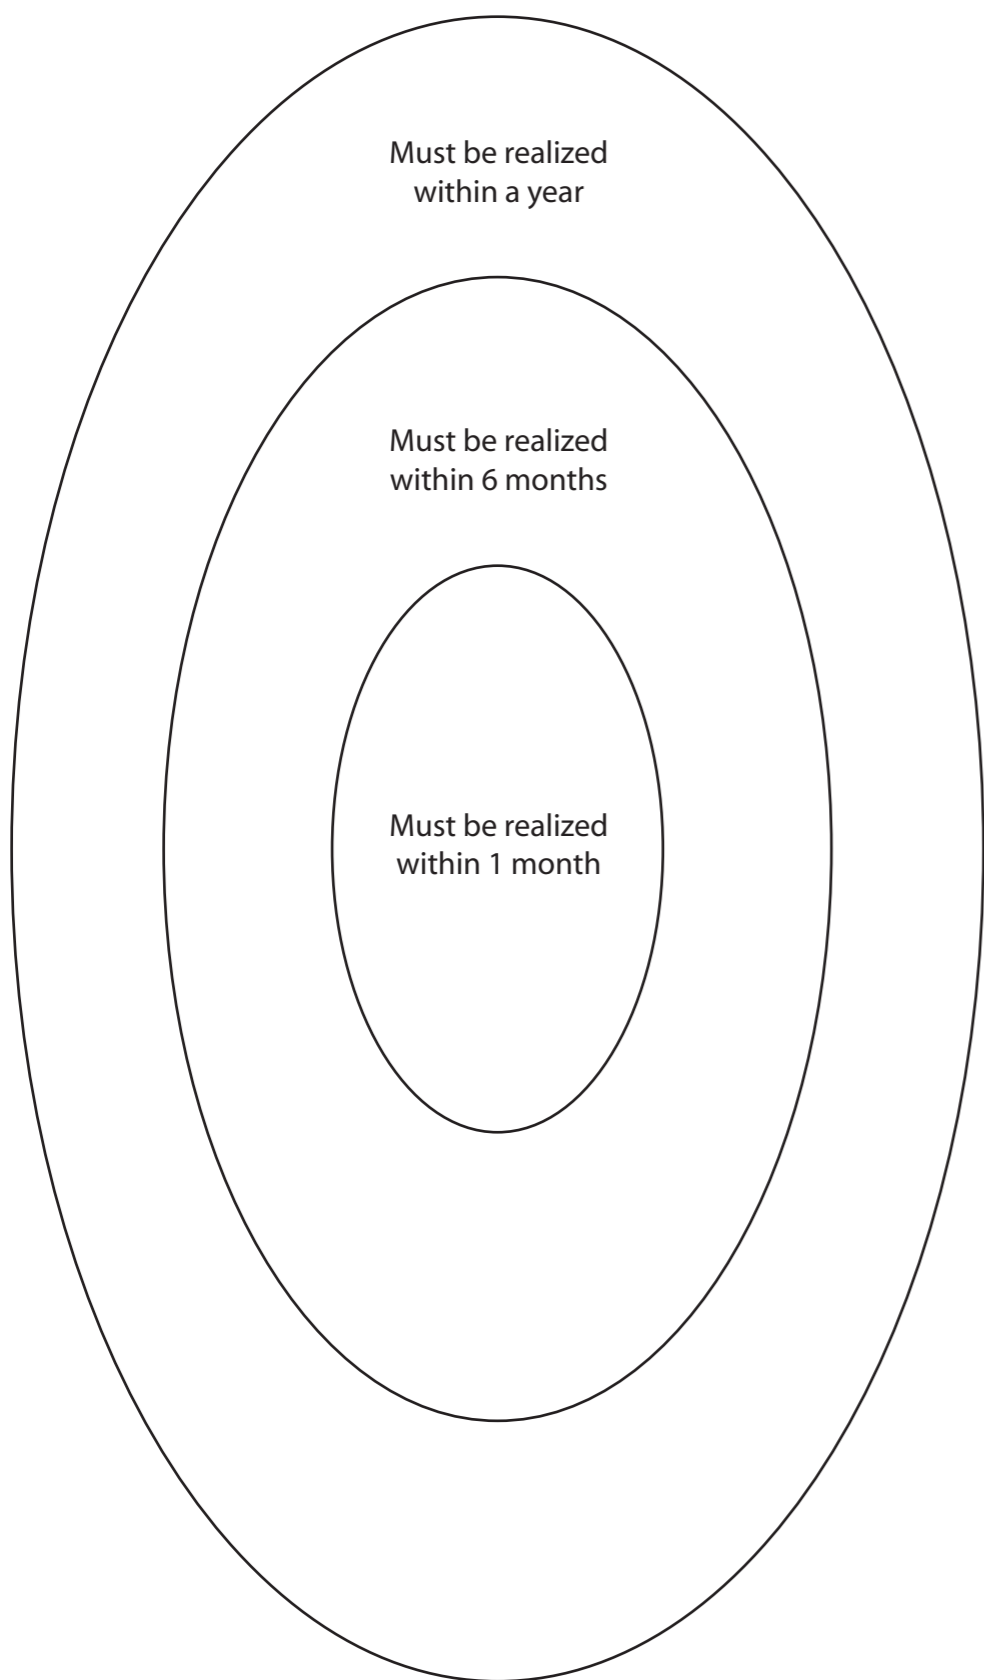 Must be realized
within a year
Must be realized
within 6 months
Must be realized
within 1 month